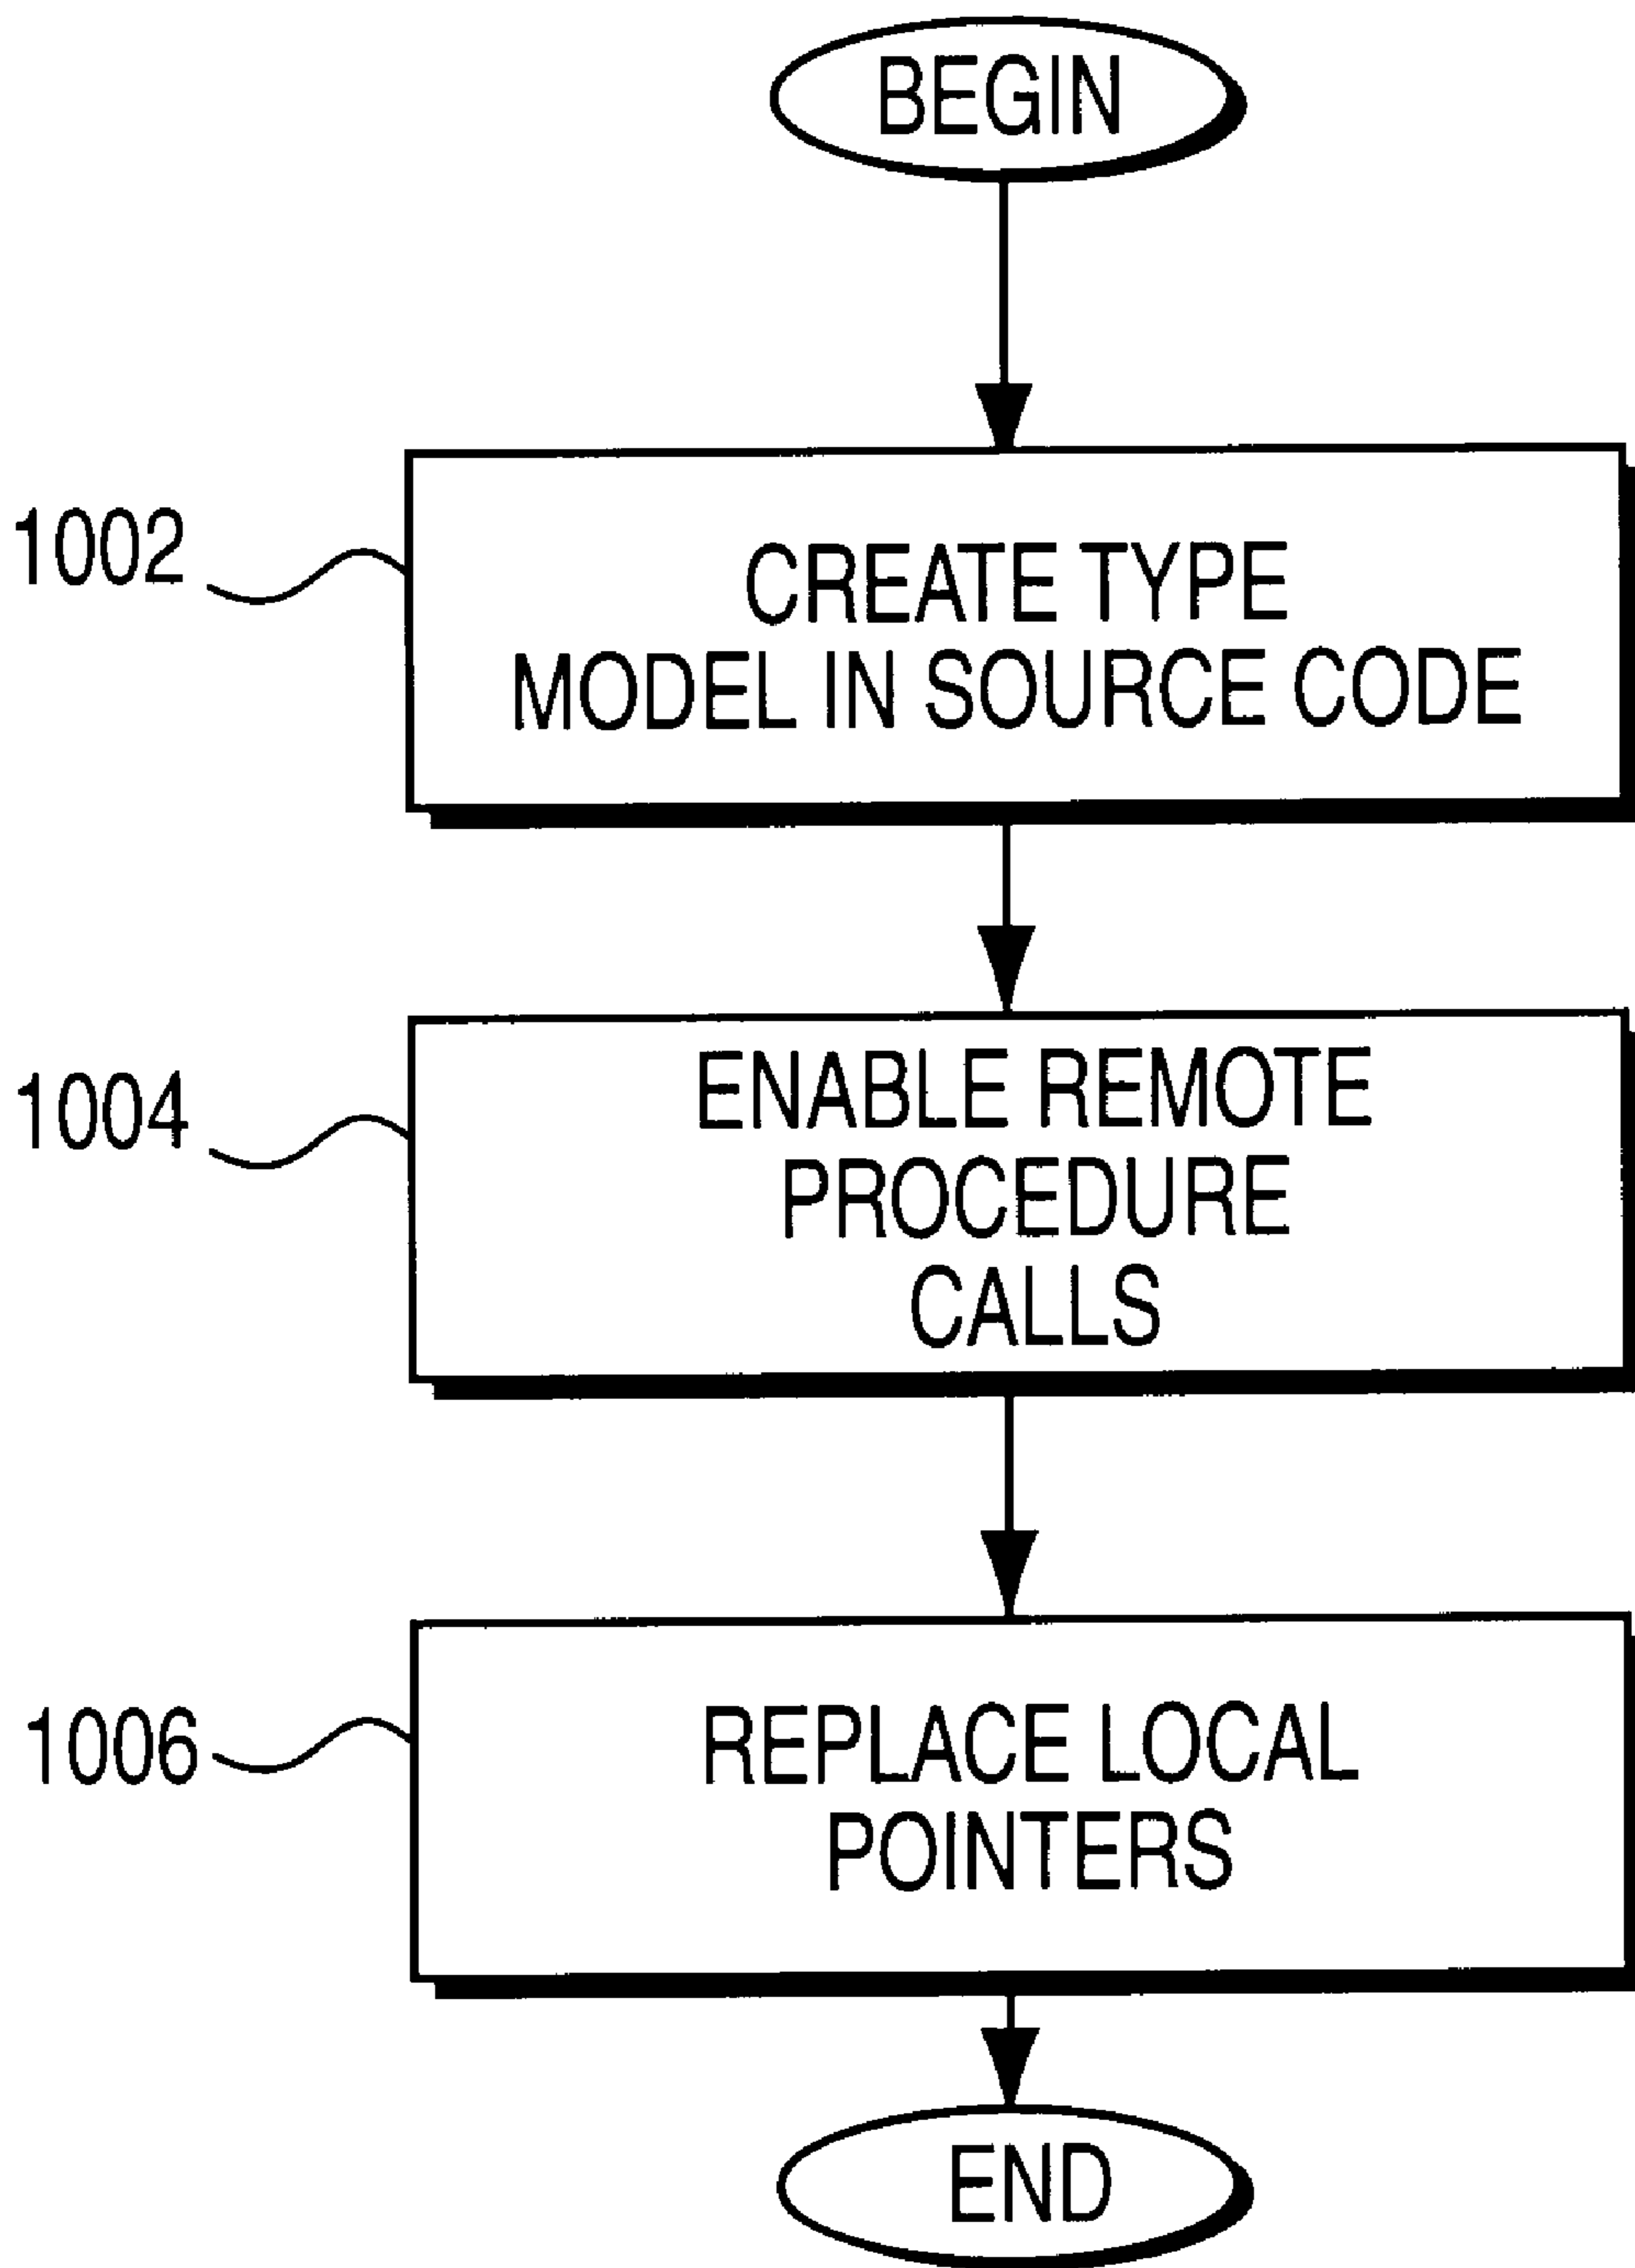 BEGIN
1002
CREATE TYPE
MODEL IN SOURCE CODE
1004
ENABLE REMOTE
PROCEDURE
CALLS
1006
REPLACE LOCAL
POINTERS
END